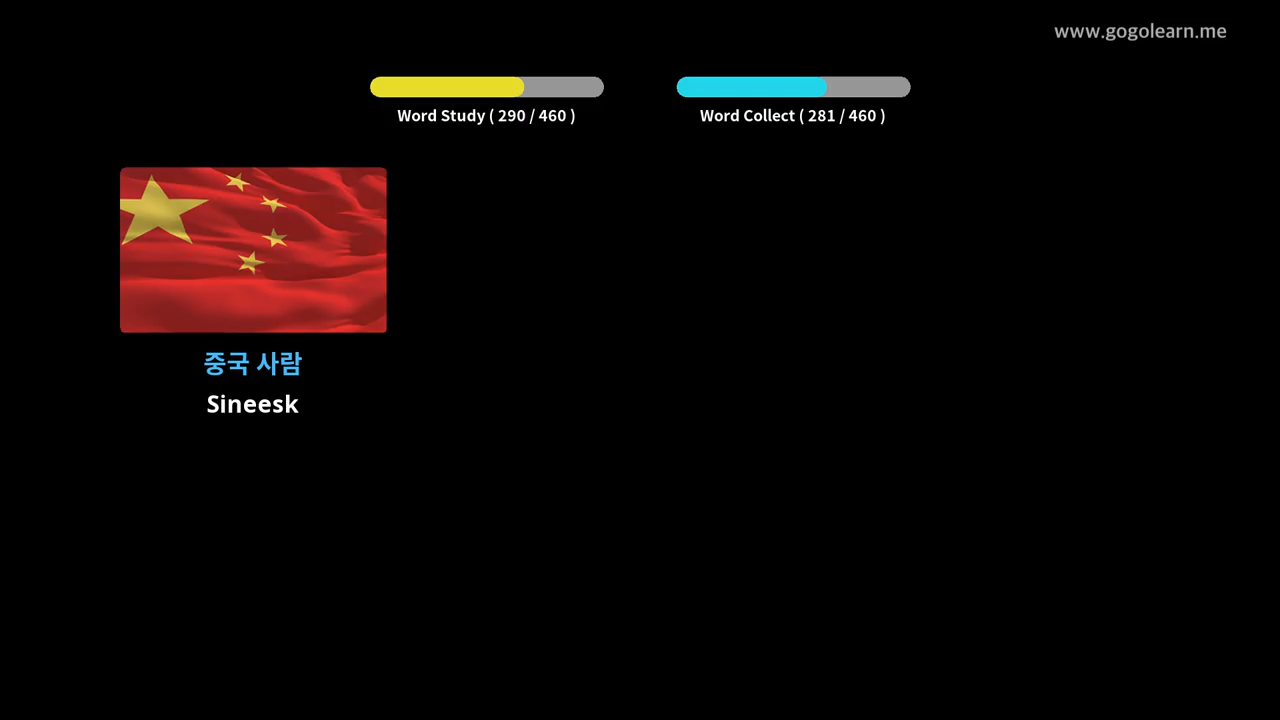 www.gogolearn.me
Word Study ( 290 / 460 )
Word Collect ( 281 / 460 )
중국 사람
Sineesk